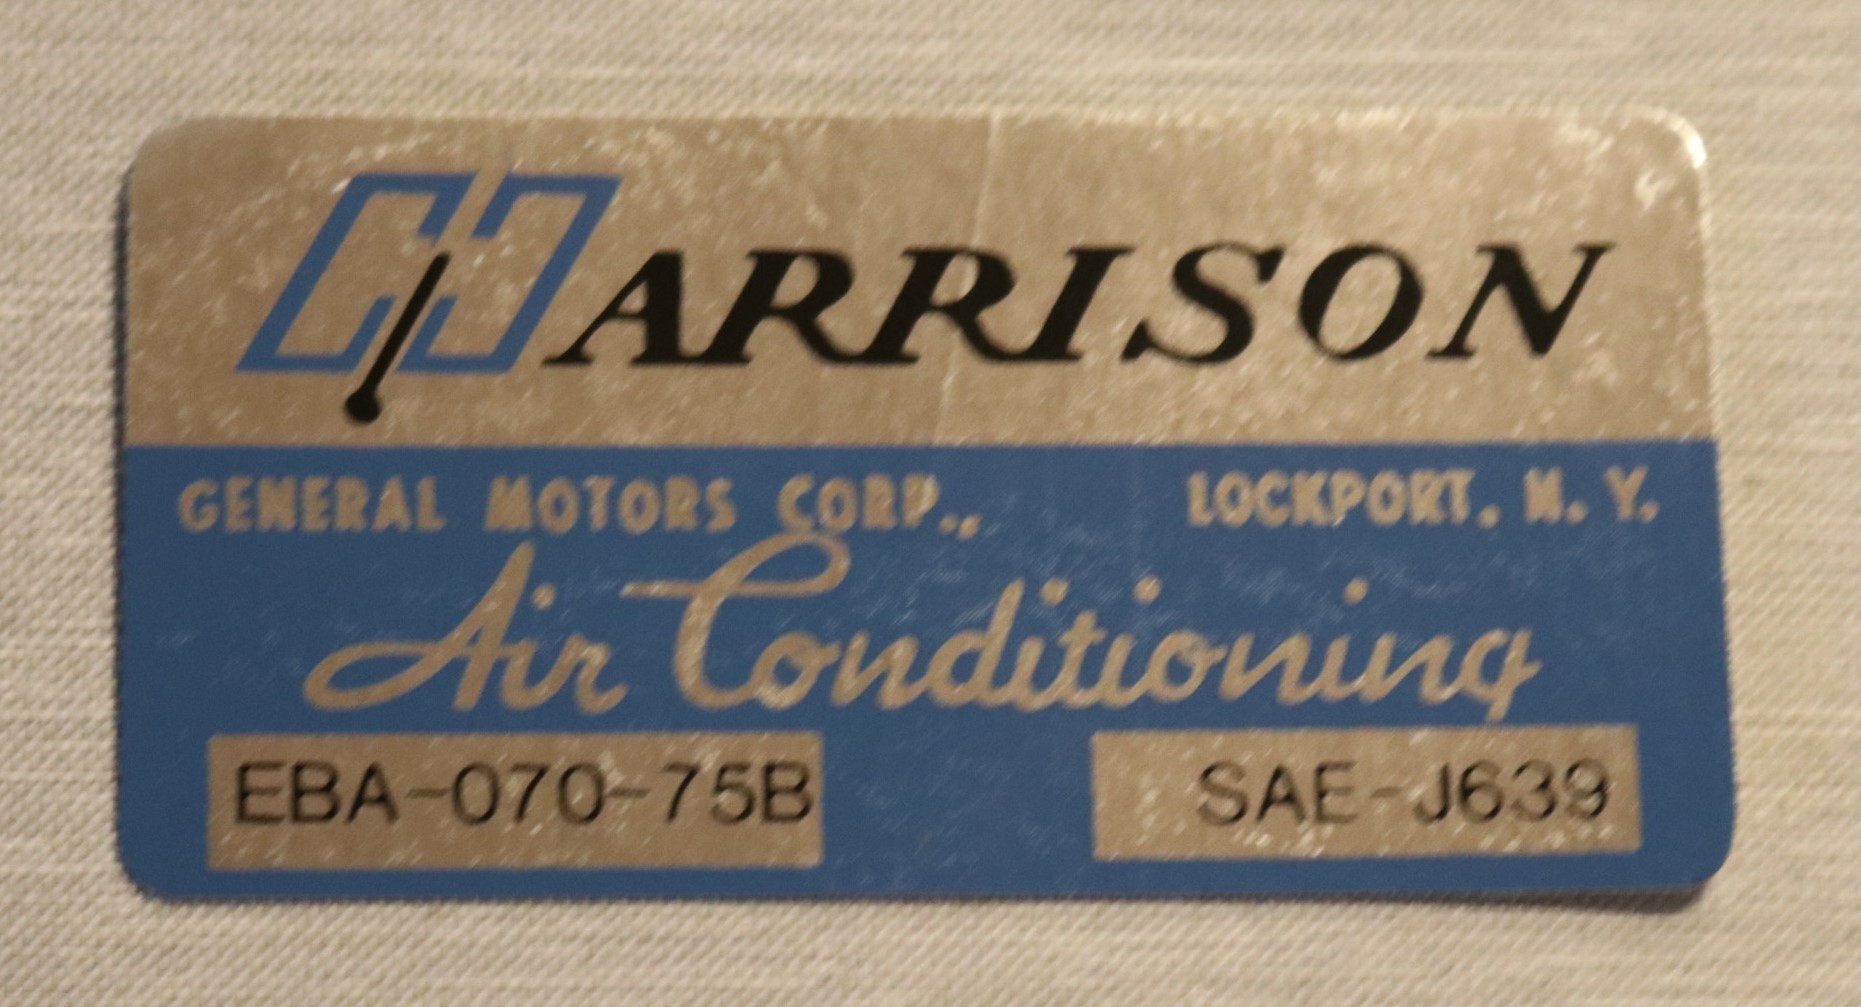 HARRISON
GENERAL MOTORS CORP., LOCKPORT, N. Y.
Air Conditioning
EBA-070-75B SAE-J639